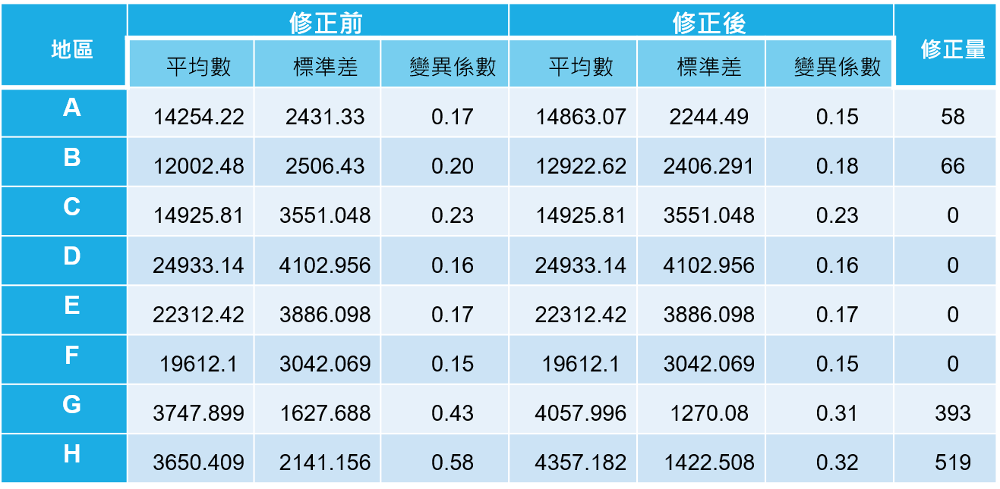 地區 修正前 修正後 修正量
平均數 標準差 變異係數 平均數 標準差 變異係數
A 14254.22 2431.33 0.17 14863.07 2244.49 0.15 58
B 12002.48 2506.43 0.20 12922.62 2406.291 0.18 66
C 14925.81 3551.048 0.23 14925.81 3551.048 0.23 0
D 24933.14 4102.956 0.16 24933.14 4102.956 0.16 0
E 22312.42 3886.098 0.17 22312.42 3886.098 0.17 0
F 19612.1 3042.069 0.15 19612.1 3042.069 0.15 0
G 3747.899 1627.688 0.43 4057.996 1270.08 0.31 393
H 3650.409 2141.156 0.58 4357.182 1422.508 0.32 519